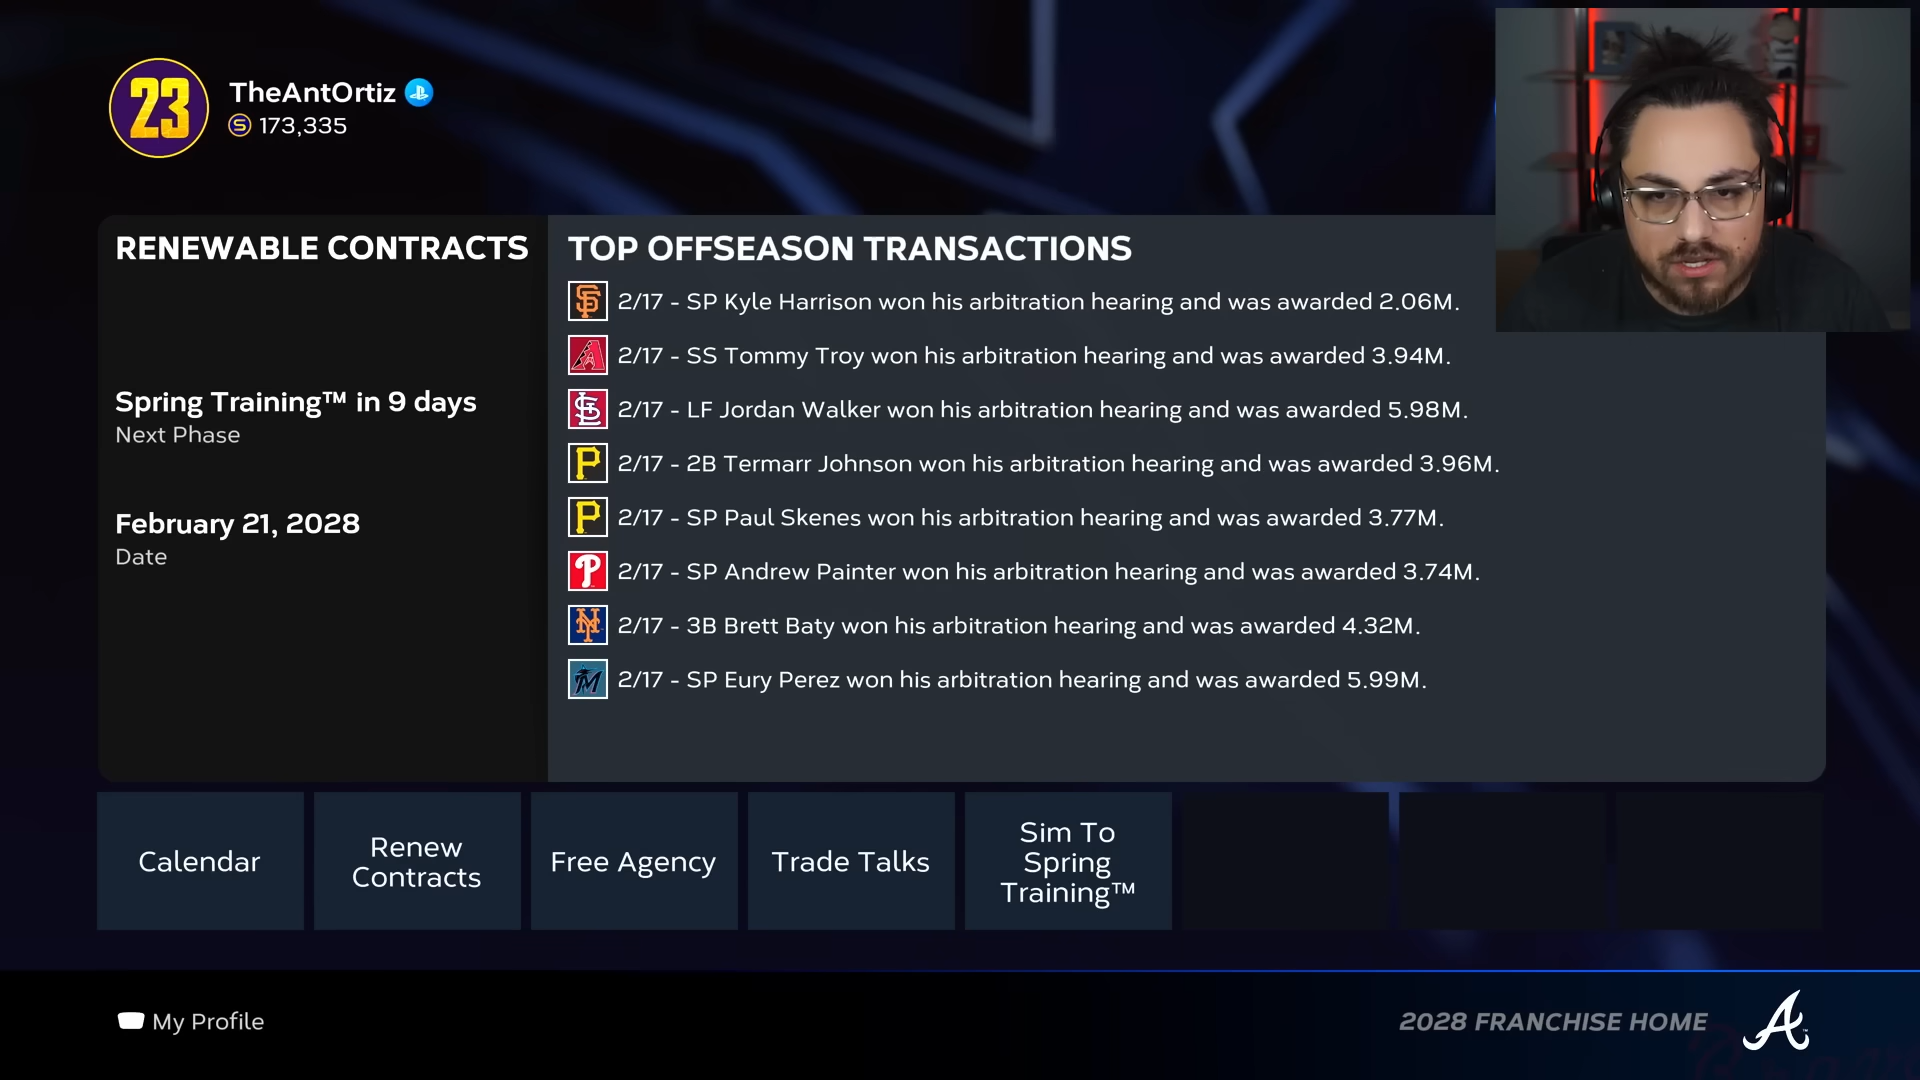 23
TheAntOrtiz
S 173,335
RENEWABLE CONTRACTS
Spring Training™ in 9 days
Next Phase
February 21, 2028
Date
TOP OFFSEASON TRANSACTIONS
SF 2/17 - SP Kyle Harrison won his arbitration hearing and was awarded 2.06M.
A 2/17 - SS Tommy Troy won his arbitration hearing and was awarded 3.94M.
STL 2/17 - LF Jordan Walker won his arbitration hearing and was awarded 5.98M.
P 2/17 - 2B Termarr Johnson won his arbitration hearing and was awarded 3.96M.
P 2/17 - SP Paul Skenes won his arbitration hearing and was awarded 3.77M.
P 2/17 - SP Andrew Painter won his arbitration hearing and was awarded 3.74M.
NY 2/17 - 3B Brett Baty won his arbitration hearing and was awarded 4.32M.
M 2/17 - SP Eury Perez won his arbitration hearing and was awarded 5.99M.
Calendar
Renew
Contracts
Free Agency
Trade Talks
Sim To
Spring
Training™
My Profile
2028 FRANCHISE HOME
A